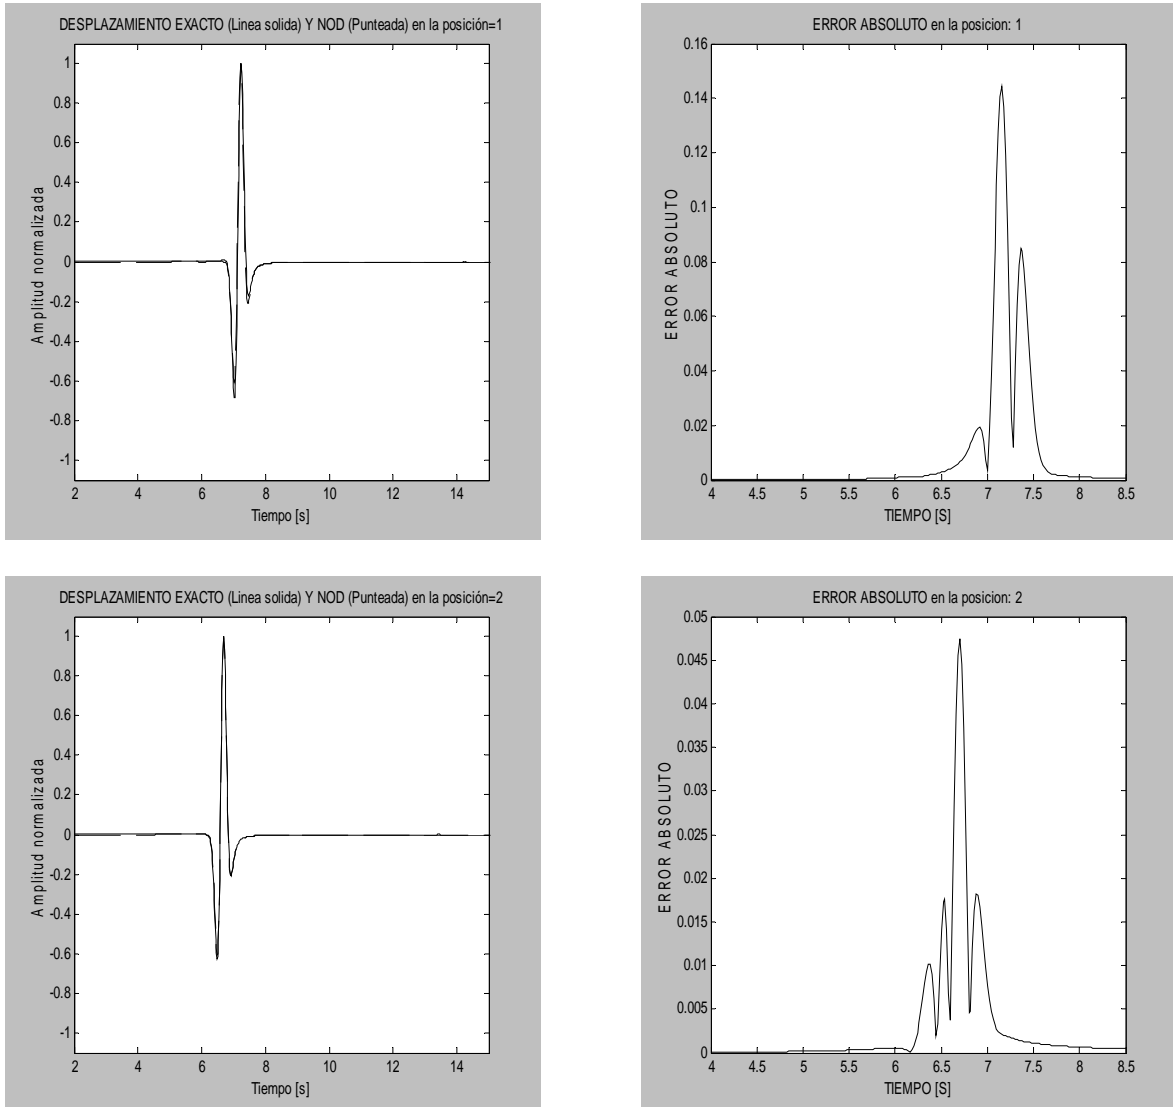 DESPLAZAMIENTO EXACTO (Linea solida) Y NOD (Punteada) en la posición=1
1
0.8
0.6
0.4
0.2
0
-0.2
-0.4
-0.6
-0.8
-1
Amplitud normalizada
2 4 6 8 10 12 14
Tiempo [s]
ERROR ABSOLUTO en la posicion: 1
0.16
0.14
0.12
0.1
0.08
0.06
0.04
0.02
0
ERROR ABSOLUTO
4 4.5 5 5.5 6 6.5 7 7.5 8 8.5
TIEMPO [S]
DESPLAZAMIENTO EXACTO (Linea solida) Y NOD (Punteada) en la posición=2
1
0.8
0.6
0.4
0.2
0
-0.2
-0.4
-0.6
-0.8
-1
Amplitud normalizada
2 4 6 8 10 12 14
Tiempo [s]
ERROR ABSOLUTO en la posicion: 2
0.05
0.045
0.04
0.035
0.03
0.025
0.02
0.015
0.01
0.005
0
ERROR ABSOLUTO
4 4.5 5 5.5 6 6.5 7 7.5 8 8.5
TIEMPO [S]